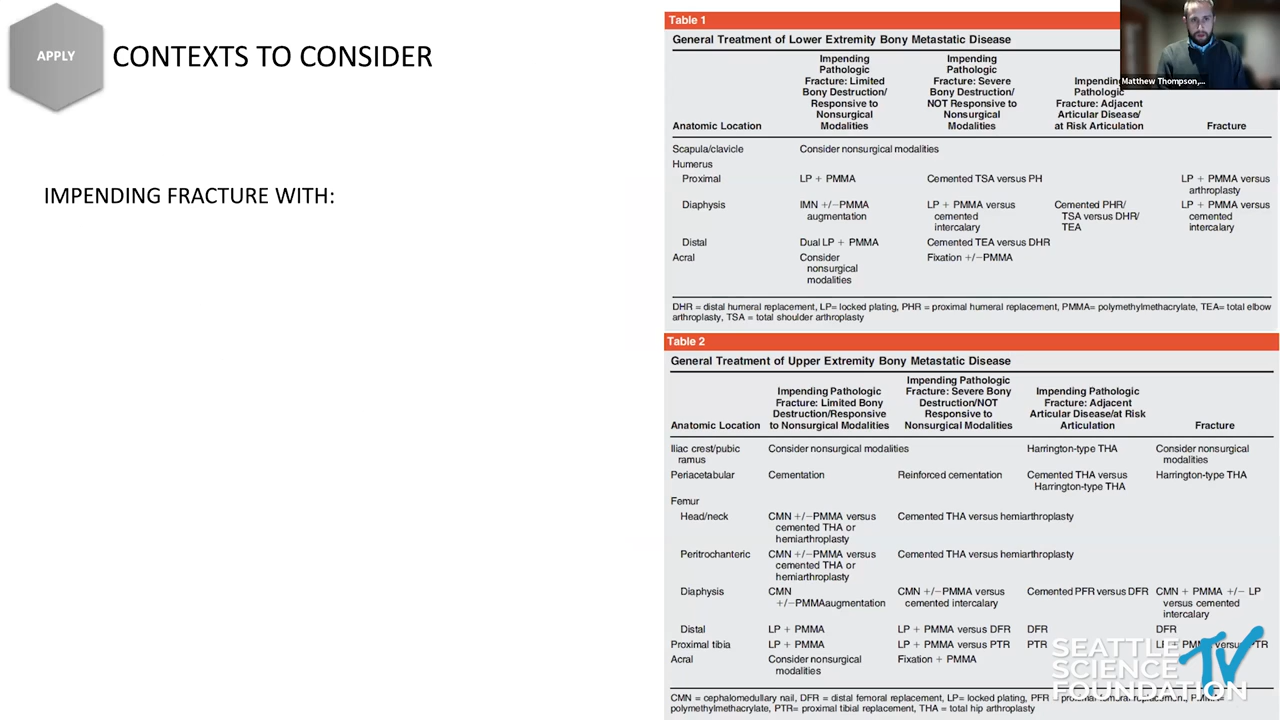 APPLY
CONTEXTS TO CONSIDER
IMPENDING FRACTURE WITH:
Table 1
General Treatment of Lower Extremity Bony Metastatic Disease
Anatomic Location
Impending
Pathologic
Fracture: Limited
Bony Destruction/
Responsive to
Nonsurgical
Modalities
Impending
Pathologic
Fracture: Severe
Bony Destruction/
NOT Responsive to
Nonsurgical
Modalities
Pathologic
Fracture: Adjacent
Articular Disease/
at Risk Articulation
Fracture
Scapula/clavicle Consider nonsurgical modalities
Humerus
Proximal LP + PMMA Cemented TSA versus PH LP + PMMA versus
arthroplasty
Diaphysis IMN +/−PMMA LP + PMMA versus Cemented PHR/ LP + PMMA versus
augmentation cemented TSA versus DHR/ cemented
intercalary TEA intercalary
Distal Dual LP + PMMA Cemented TEA versus DHR
Acral Consider Fixation +/−PMMA
nonsurgical
modalities
DHR = distal humeral replacement, LP= locked plating, PHR = proximal humeral replacement, PMMA= polymethylmethacrylate, TEA= total elbow
arthroplasty, TSA = total shoulder arthroplasty
Matthew Thompson,...
Table 2
General Treatment of Upper Extremity Bony Metastatic Disease
Anatomic Location
Impending Pathologic
Fracture: Limited Bony
Destruction/Responsive
to Nonsurgical Modalities
Impending Pathologic
Fracture: Severe Bony
Destruction/NOT
Responsive to
Nonsurgical Modalities
Impending Pathologic
Fracture: Adjacent
Articular Disease/at Risk
Articulation
Fracture
Iliac crest/pubic Consider nonsurgical modalities Harrington-type THA Consider nonsurgical
ramus modalities
Periacetabular Cementation Reinforced cementation Cemented THA versus Harrington-type THA
Harrington-type THA
Femur
Head/neck CMN +/−PMMA versus Cemented THA versus hemiarthroplasty
cemented THA or
hemiarthroplasty
Peritrochanteric CMN +/−PMMA versus Cemented THA versus hemiarthroplasty
cemented THA or
hemiarthroplasty
Diaphysis CMN CMN +/−PMMA versus Cemented PFR versus DFR CMN + PMMA +/− LP
+/−PMMAaugmentation cemented intercalary versus cemented
intercalary
Distal LP + PMMA LP + PMMA versus DFR DFR DFR
Proximal tibia LP + PMMA LP + PMMA versus PTR PTR
Acral Consider nonsurgical Fixation + PMMA
modalities
CMN = cephalomedullary nail, DFR = distal femoral replacement, LP= locked plating, PFR
polymethylmethacrylate, PTR= proximal tibial replacement, THA = total hip arthroplasty
SEATTLE
SCIENCE
FOUNDATION
TV